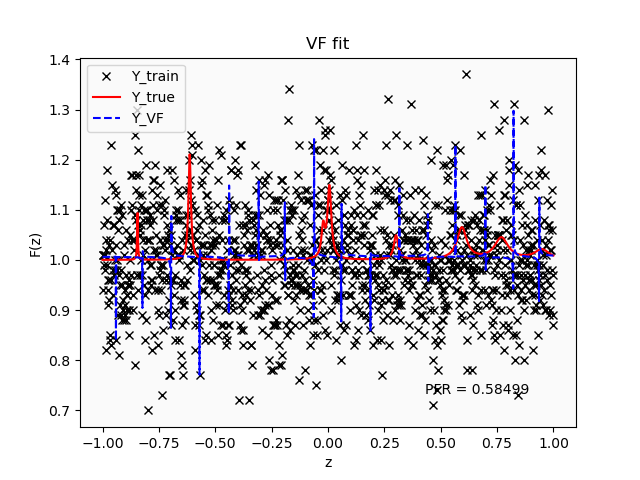 VF fit
Y_train
Y_true
Y_VF
F(z)
1.4
1.3
1.2
1.1
1.0
0.9
0.8
0.7
PKR = 0.58499
−1.00 −0.75 −0.50 −0.25 0.00 0.25 0.50 0.75 1.00
z